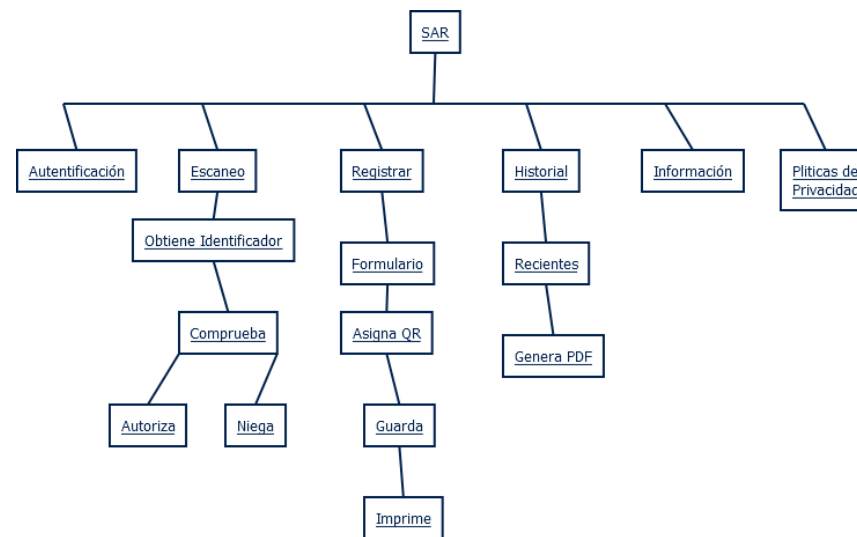 SAR
Autentificación
Escaneo
Registrar
Historial
Información
Pliticas de
Privacidad
Obtiene Identificador
Formulario
Recientes
Comprueba
Asigna QR
Genera PDF
Autoriza
Niega
Guarda
Imprime